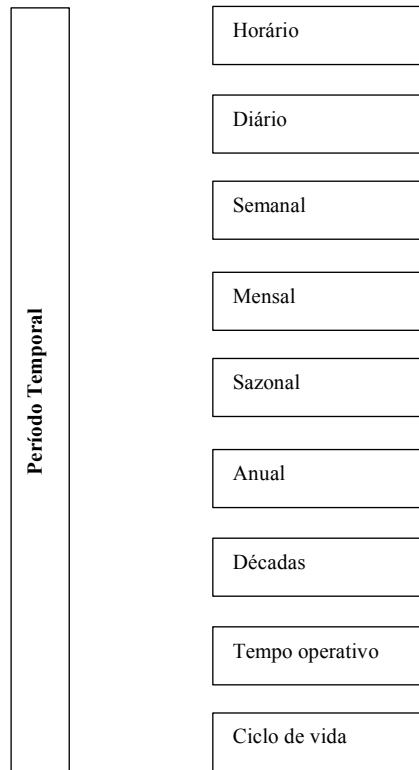 Período Temporal
Horário
Diário
Semanal
Mensal
Sazonal
Anual
Décadas
Tempo operativo
Ciclo de vida